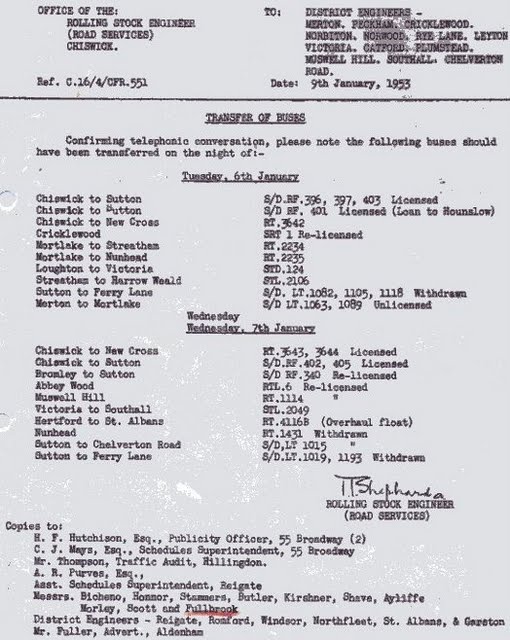 OFFICE OF THE:
ROLLING STOCK ENGINEER
(ROAD SERVICES)
CHISWICK.
TO: DISTRICT ENGINEERS -
MERTON. PECKHAM. CRICKLEWOOD.
NORBITON. NORWOOD. RYE LANE. LEYTON
VICTORIA. CATFORD. PLUMSTEAD.
MUSWELL HILL. SOUTHALL. CHELVERTON
ROAD.
Ref. C.16/4/CFR.551
Date: 9th January, 1953
TRANSFER OF BUSES
Confirming telephonic conversation, please note the following buses should
have been transferred on the night of:-
Tuesday, 6th January
Chiswick to Sutton S/D.RF.396, 397, 403 Licensed
Chiswick to Dutton S/D RF. 401 Licensed (Loan to Hounslow)
Chiswick to New Cross RT.3642
Cricklewood SRT 1 Re-licensed
Mortlake to Streatham RT.2234
Mortlake to Nunhead RT.2235
Loughton to Victoria STD.124
Streatham to Harrow Weald STL.2106
Sutton to Ferry Lane S/D. LT.1082, 1105, 1118 Withdrawn
Merton to Mortlake S/D LT.1063, 1089 Unlicensed
Wednesday
Wednesday, 7th January
Chiswick to New Cross RT.3643, 3644 Licensed
Chiswick to Sutton S/D.RF.402, 405 Licensed
Bromley to Sutton S/D RF.340 Re-licensed
Abbey Wood RTL.6 Re-licensed
Muswell Hill RT.1114 "
Victoria to Southall STL.2049
Hertford to St. Albans RT.4116B (Overhaul float)
Nunhead RT.1431 Withdrawn
Sutton to Chelverton Road S/D,LT 1015 "
Sutton to Ferry Lane S/D.LT.1019, 1193 Withdrawn
ROLLING STOCK ENGINEER
(ROAD SERVICES)
Copies to:
H. F. Hutchison, Esq., Publicity Officer, 55 Broadway (2)
C. J. Mays, Esq., Schedules Superintendent, 55 Broadway
Mr. Thompson, Traffic Audit, Hillingdon.
A. R. Purves, Esq.,
Asst. Schedules Superintendent, Reigate
Messrs. Bicheno, Honnor, Stammers, Butler, Kirshner, Shave, Ayliffe
Morley, Scott and Fullbrook
District Engineers - Reigate, Romford, Windsor, Northfleet, St. Albans, & Garston
Mr. Fuller, Advert., Aldenham